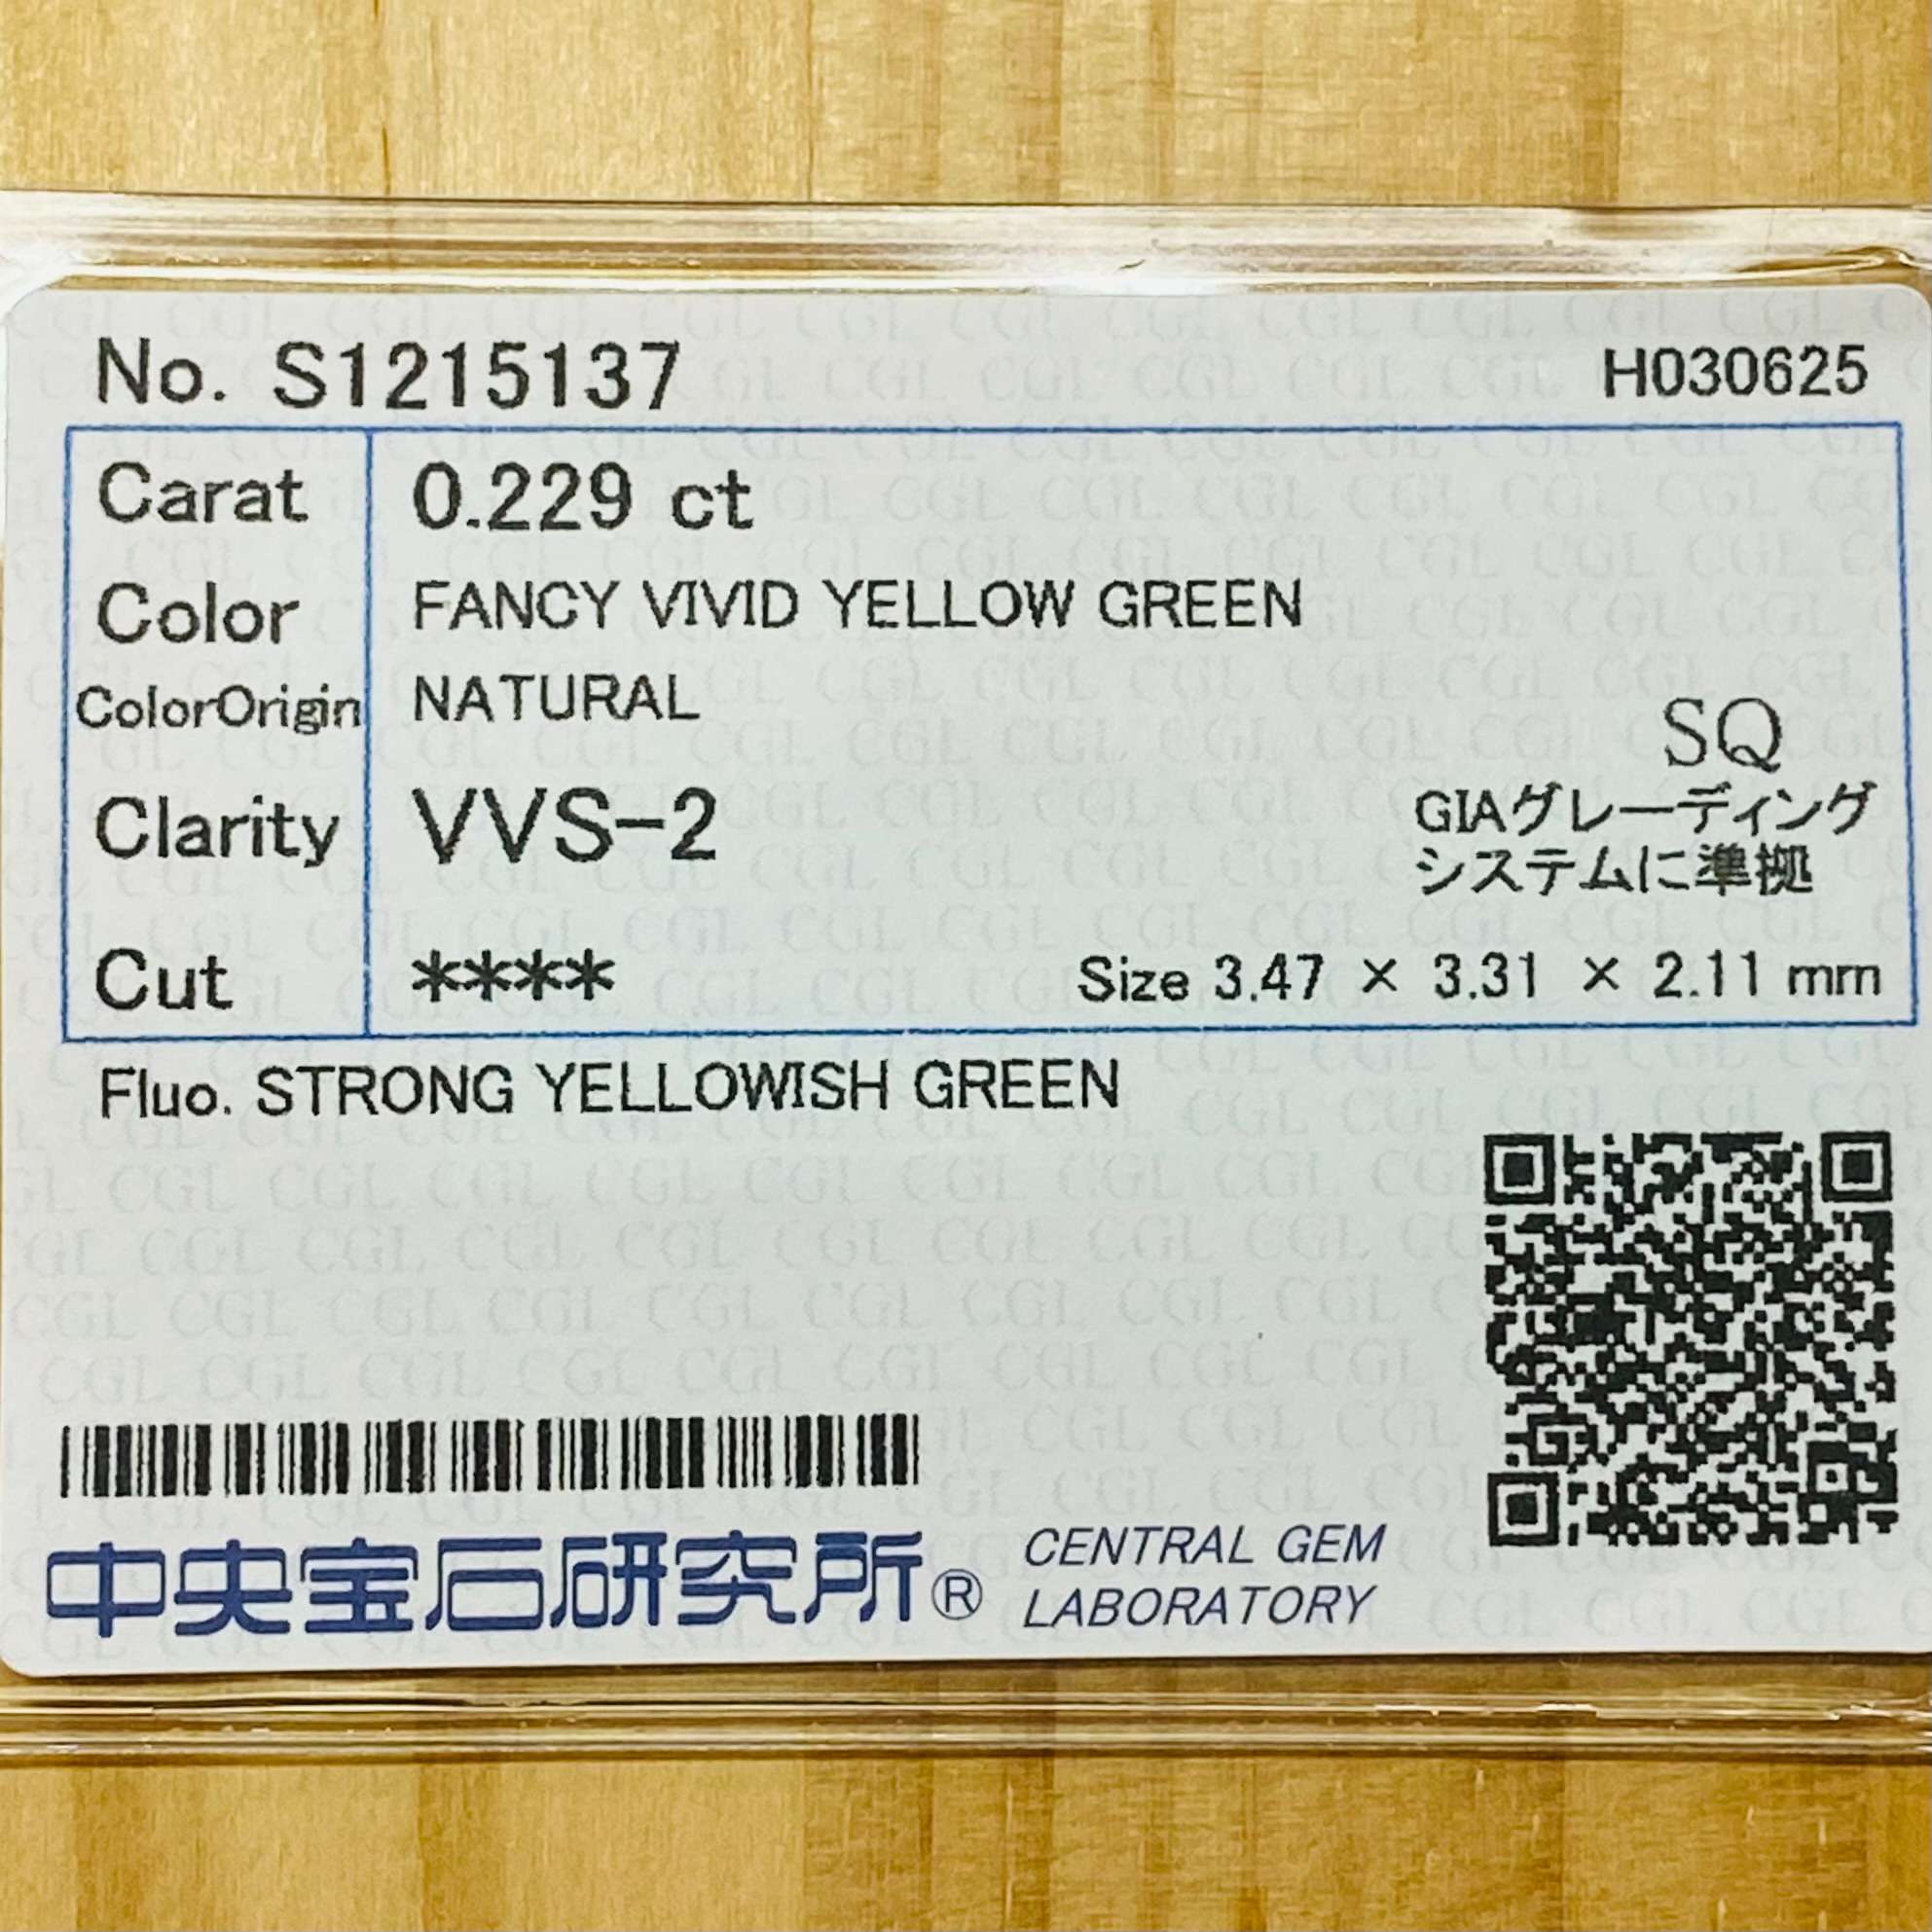 No. S1215137 H030625
Carat 0.229 ct
Color FANCY VIVID YELLOW GREEN
ColorOrigin NATURAL
SQ
Clarity VVS-2
GIAグレーディング
システムに準拠
Cut **** Size 3.47 × 3.31 × 2.11 mm
Fluo. STRONG YELLOWISH GREEN
中央宝石研究所® CENTRAL GEM
LABORATORY